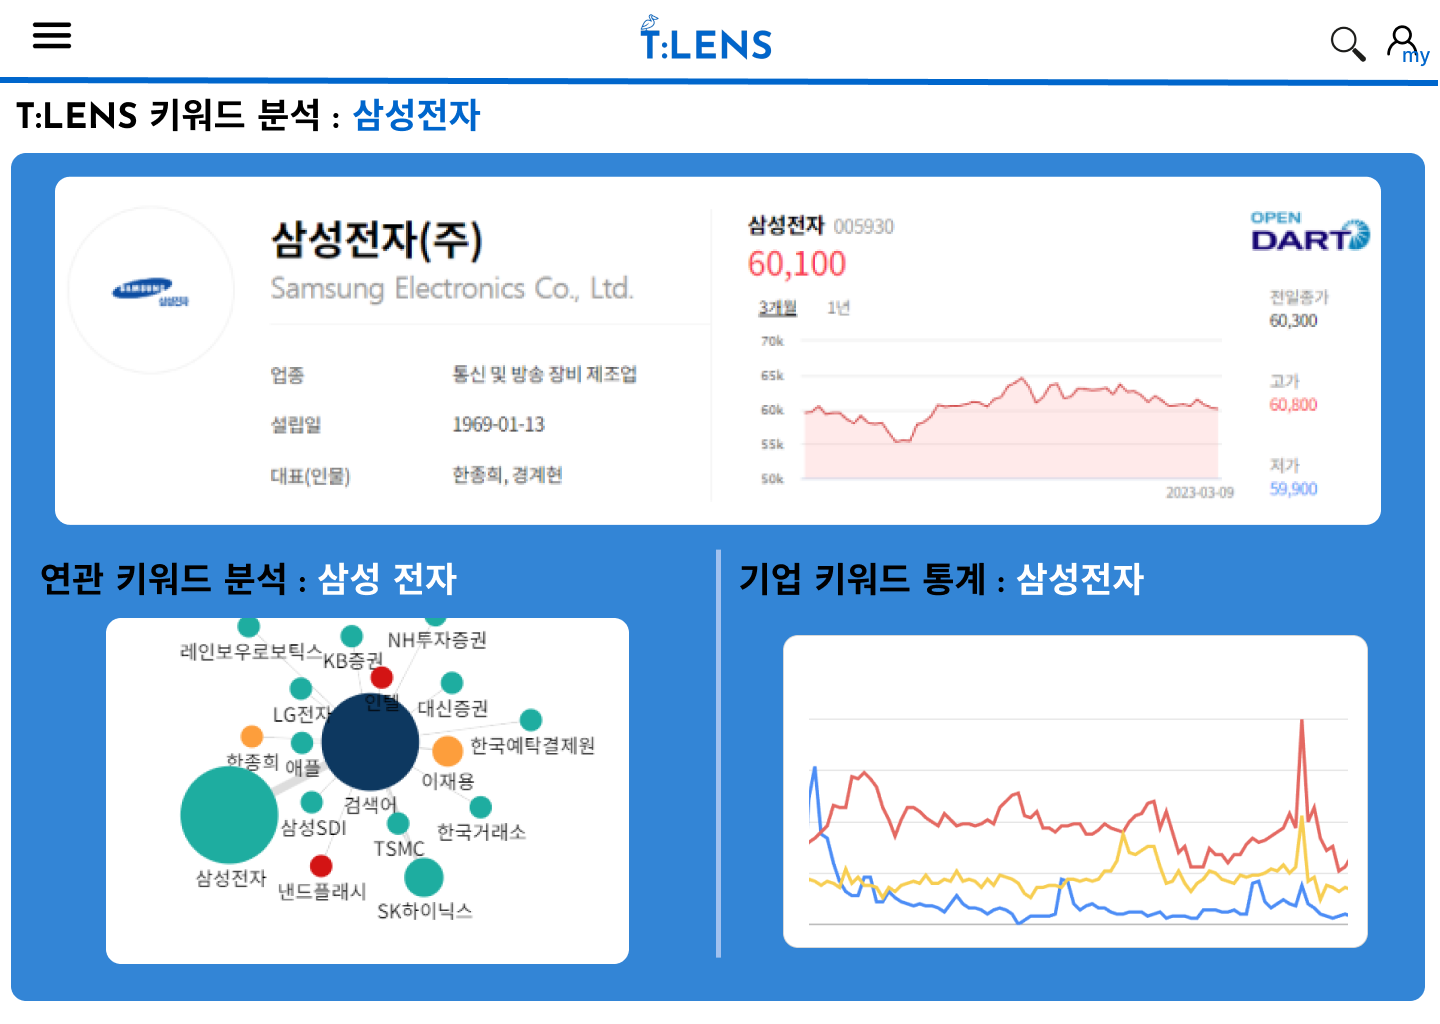 T:LENS
my
T:LENS 키워드 분석 : 삼성전자
SAMSUNG
삼성전자
삼성전자(주)
Samsung Electronics Co., Ltd.
업종 통신 및 방송 장비 제조업
설립일 1969-01-13
대표(인물) 한종희, 경계현
삼성전자 005930
60,100
3개월 1년
70k
65k
60k
55k
50k
2023-03-09
OPEN
DART
전일종가
60,300
고가
60,800
저가
59,900
연관 키워드 분석 : 삼성 전자
NH투자증권
레인보우로보틱스
KB증권
인텔
대신증권
LG전자
한국예탁결제원
한종희
애플
이재용
검색어
삼성SDI
한국거래소
TSMC
삼성전자
낸드플래시
SK하이닉스
기업 키워드 통계 : 삼성전자